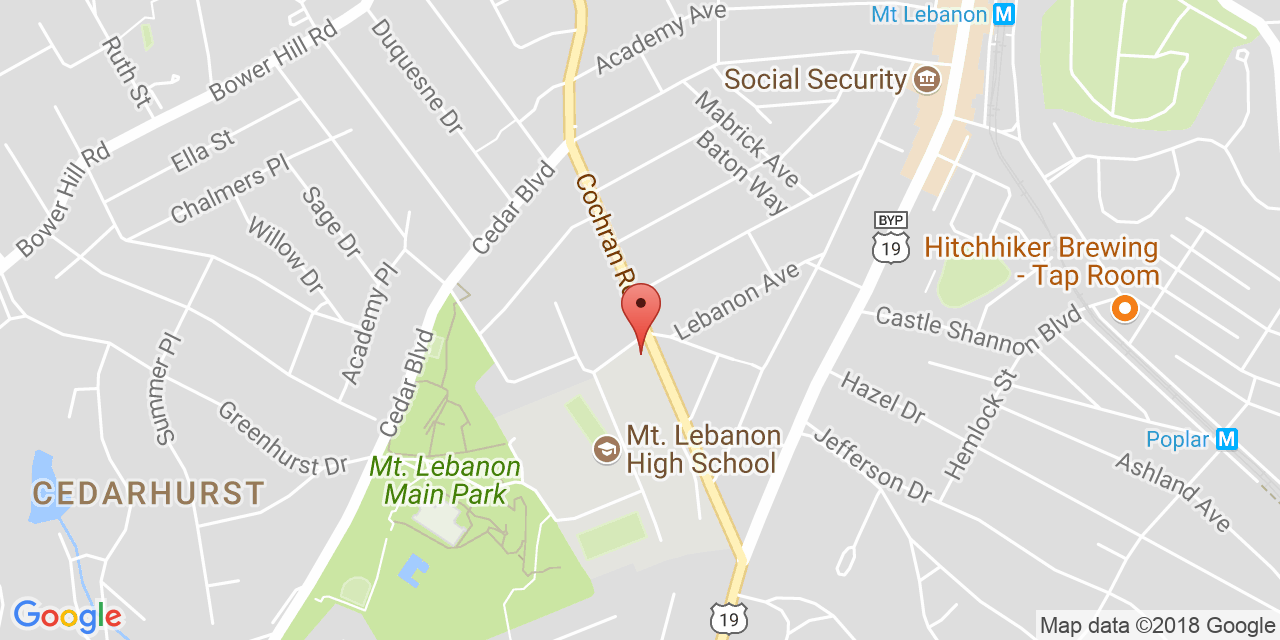 Academy Ave
Mt Lebanon M
Ruth St
Bower Hill Rd
Duquesne Dr
Social Security
Mabrick Ave
Baton Way
Ella St
Bower Hill Rd
Chalmers Pl
Sage Dr
Willow Dr
Cedar Blvd
Cochran R
BYP
19
Hitchhiker Brewing
- Tap Room
Academy Pl
Lebanon Ave
Castle Shannon Blvd
Summer Pl
Cedar Blvd
Hazel Dr
Hemlock St
Greenhurst Dr
Mt. Lebanon
High School
Jefferson Dr
Poplar M
Mt. Lebanon
Main Park
Ashland Ave
CEDARHURST
Google
19
Map data ©2018 Google